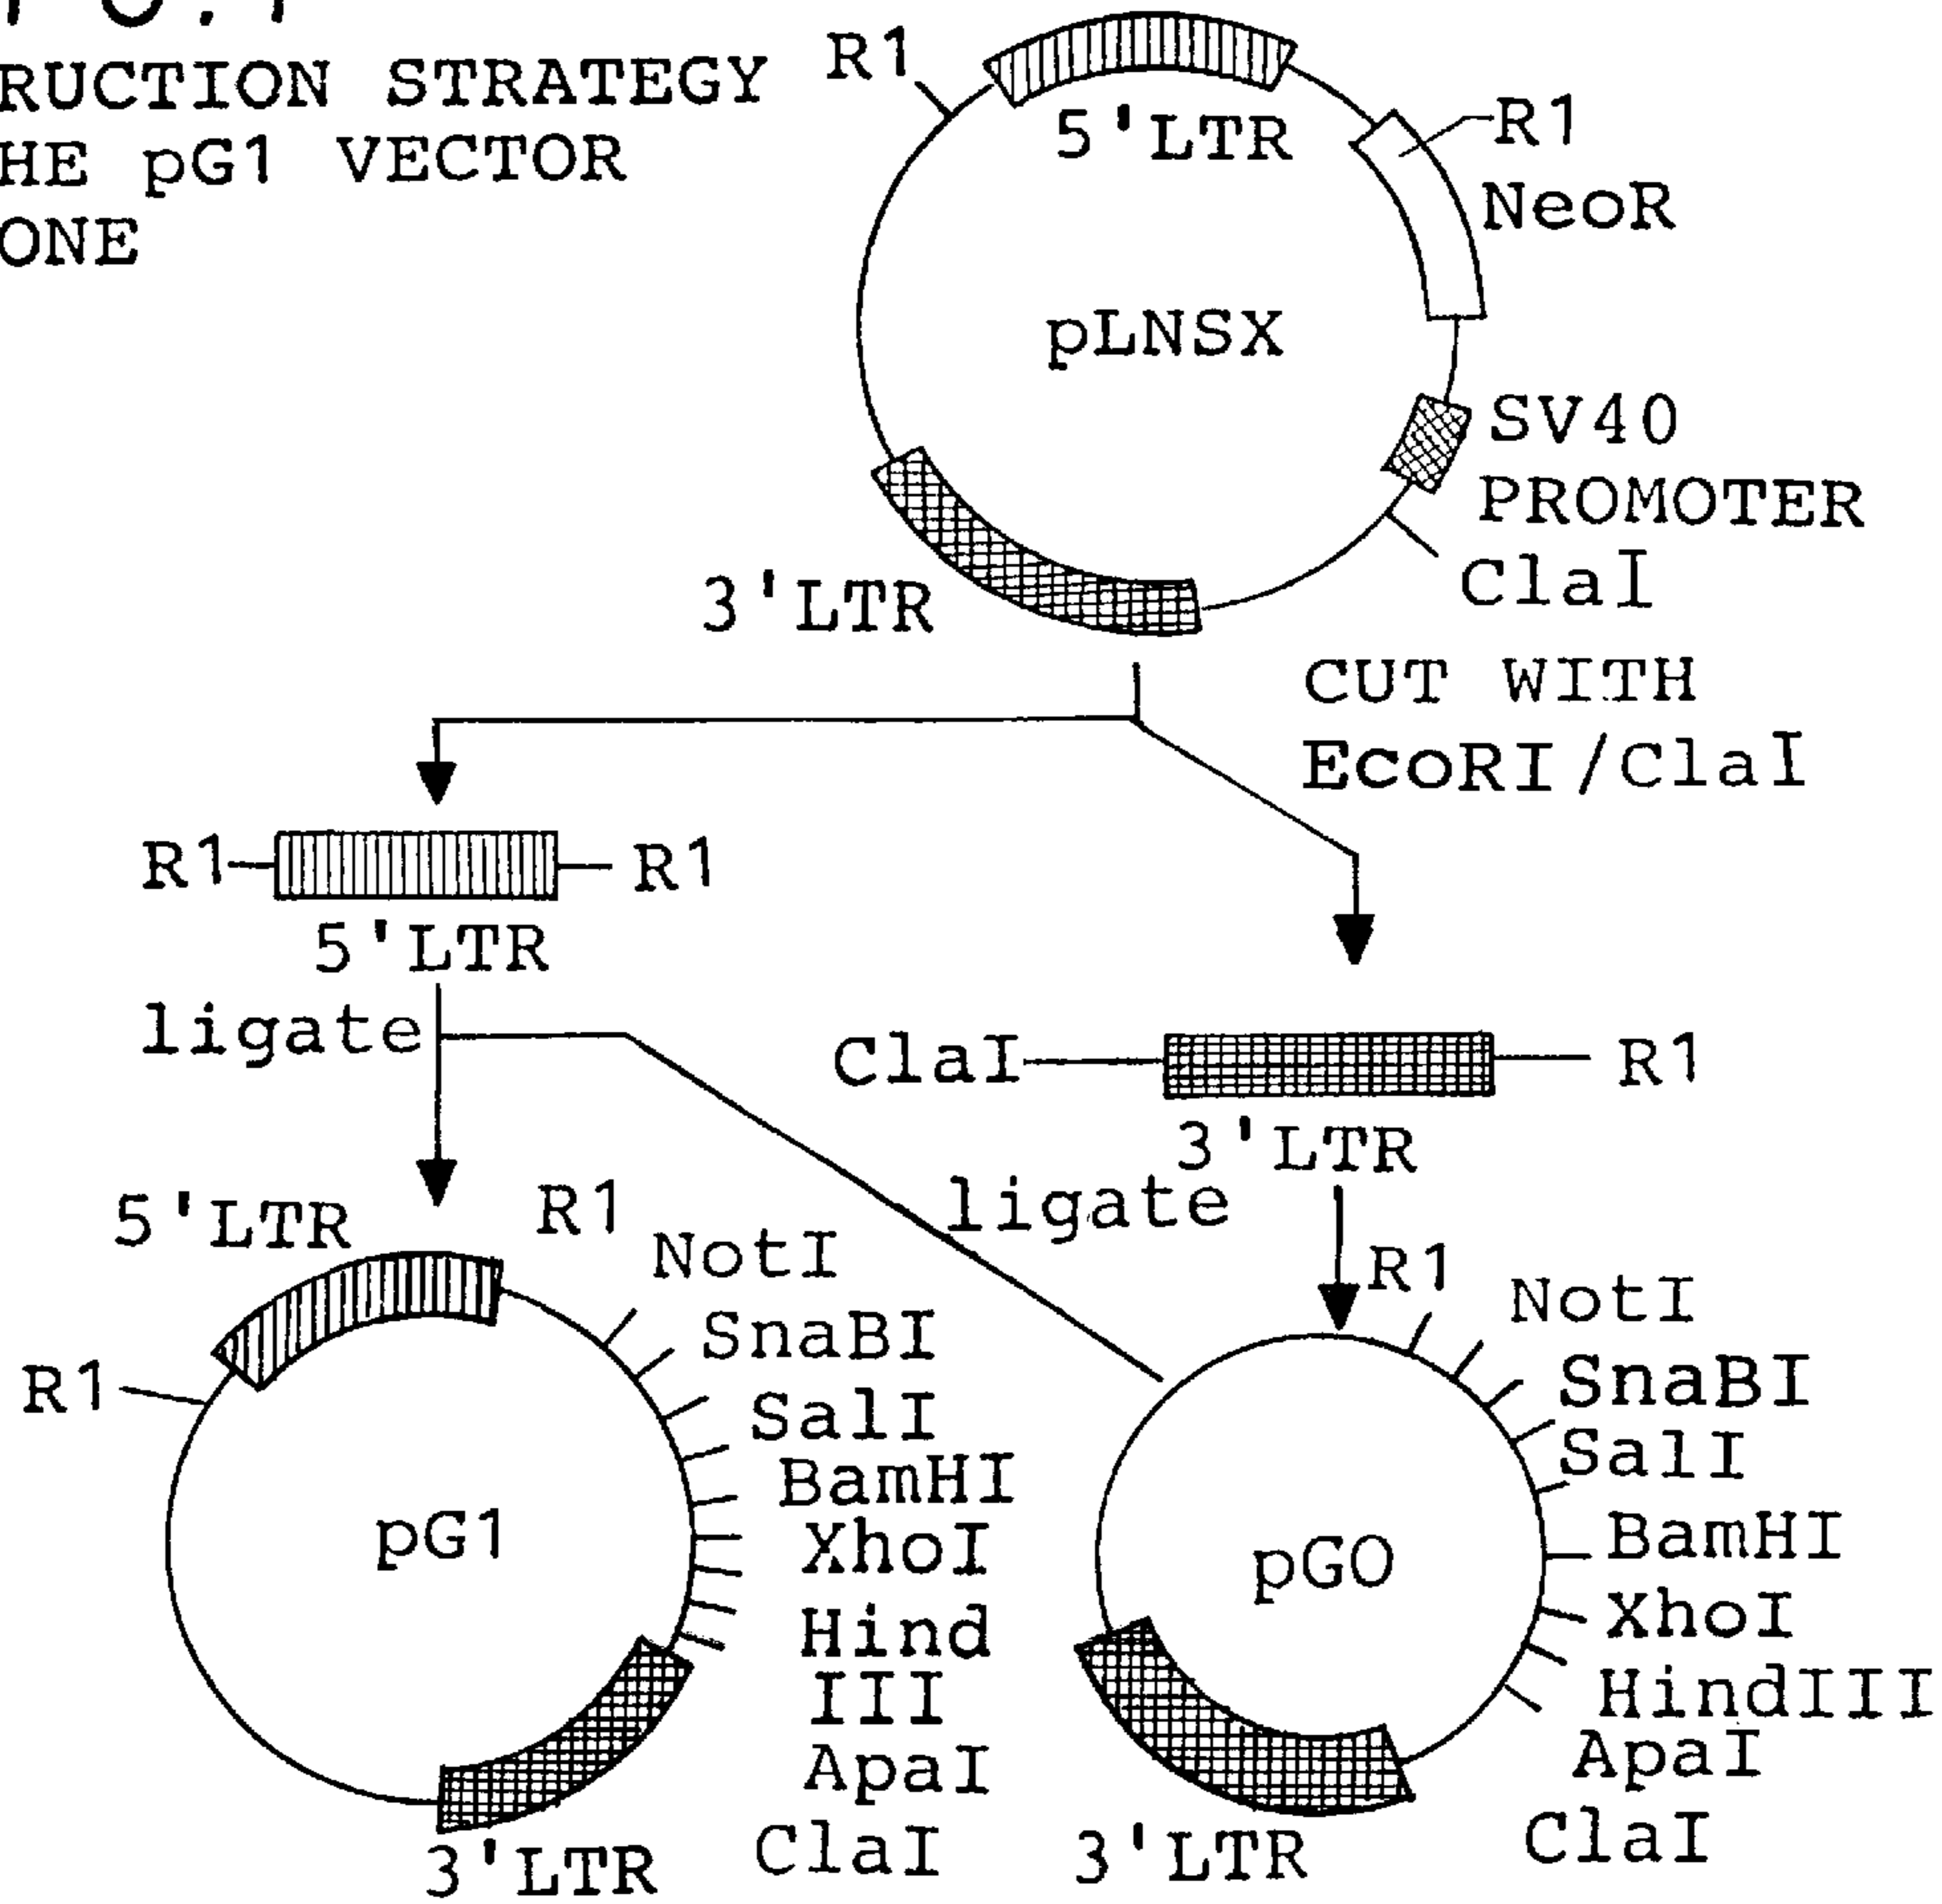 RUCTION STRATEGY
HE pG1 VECTOR
ONE
R1
5'LTR
R1
NeoR
pLNSX
SV40
PROMOTER
ClaI
3'LTR
CUT WITH
EcoRI/ClaI
R1
R1
5'LTR
ligate
ClaI
R1
3'LTR
ligate
5'LTR
R1
NotI
SnaBI
SalI
BamHI
XhoI
Hind
III
ApaI
ClaI
R1
pG1
3'LTR
R1
NotI
SnaBI
SalI
BamHI
XhoI
HindIII
ApaI
ClaI
pGO
3'LTR